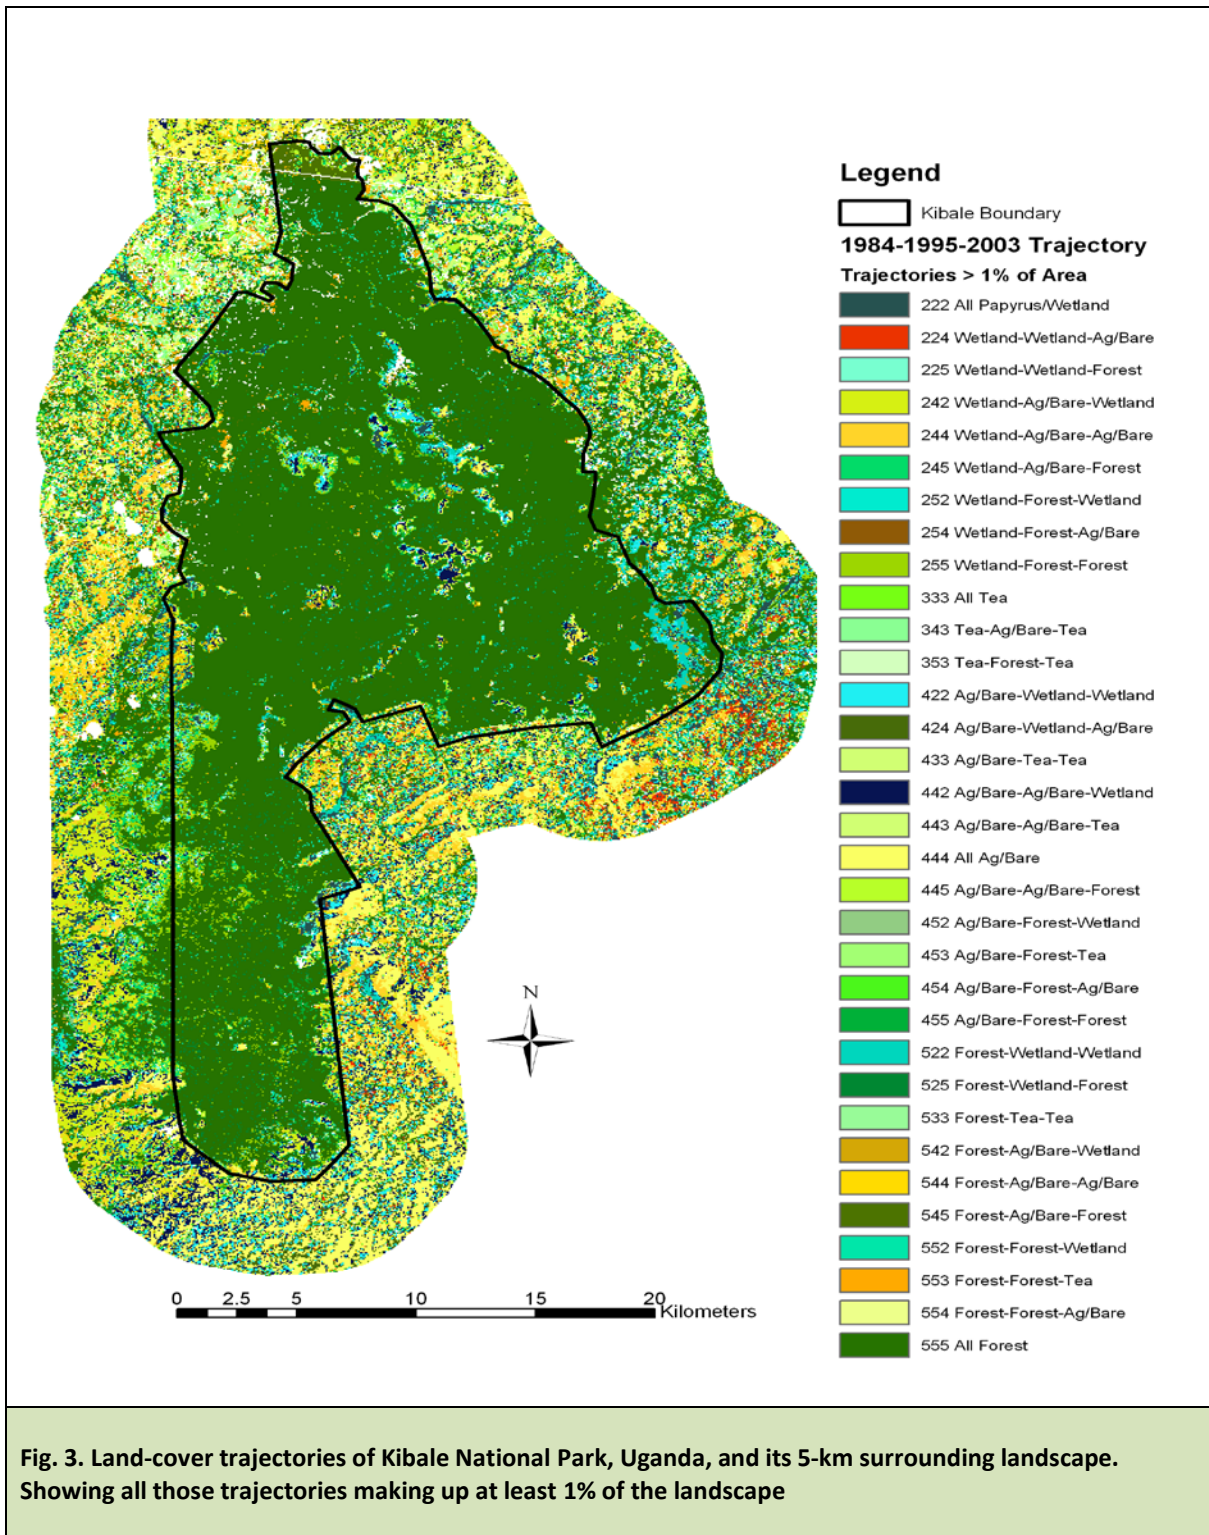 Legend
Kibale Boundary
1984-1995-2003 Trajectory
Trajectories > 1% of Area
222 All Papyrus/Wetland
224 Wetland-Wetland-Ag/Bare
225 Wetland-Wetland-Forest
242 Wetland-Ag/Bare-Wetland
244 Wetland-Ag/Bare-Ag/Bare
245 Wetland-Ag/Bare-Forest
252 Wetland-Forest-Wetland
254 Wetland-Forest-Ag/Bare
255 Wetland-Forest-Forest
333 All Tea
343 Tea-Ag/Bare-Tea
353 Tea-Forest-Tea
422 Ag/Bare-Wetland-Wetland
424 Ag/Bare-Wetland-Ag/Bare
433 Ag/Bare-Tea-Tea
442 Ag/Bare-Ag/Bare-Wetland
443 Ag/Bare-Ag/Bare-Tea
444 All Ag/Bare
445 Ag/Bare-Ag/Bare-Forest
452 Ag/Bare-Forest-Wetland
453 Ag/Bare-Forest-Tea
454 Ag/Bare-Forest-Ag/Bare
455 Ag/Bare-Forest-Forest
522 Forest-Wetland-Wetland
525 Forest-Wetland-Forest
533 Forest-Tea-Tea
542 Forest-Ag/Bare-Wetland
544 Forest-Ag/Bare-Ag/Bare
545 Forest-Ag/Bare-Forest
552 Forest-Forest-Wetland
553 Forest-Forest-Tea
554 Forest-Forest-Ag/Bare
555 All Forest
N
0 2.5 5 10 15 20
Kilometers
Fig. 3. Land-cover trajectories of Kibale National Park, Uganda, and its 5-km surrounding landscape.
Showing all those trajectories making up at least 1% of the landscape